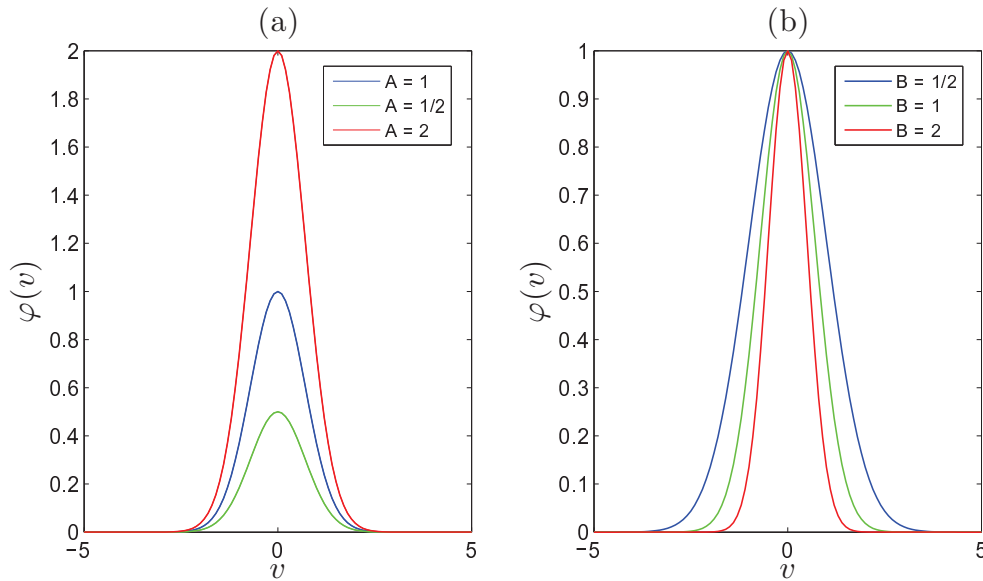 (a)
2
1.8
1.6
1.4
1.2
1
0.8
0.6
0.4
0.2
0
−5
0
5
φ(v)
v
A = 1
A = 1/2
A = 2
(b)
1
0.9
0.8
0.7
0.6
0.5
0.4
0.3
0.2
0.1
0
−5
0
5
φ(v)
v
B = 1/2
B = 1
B = 2